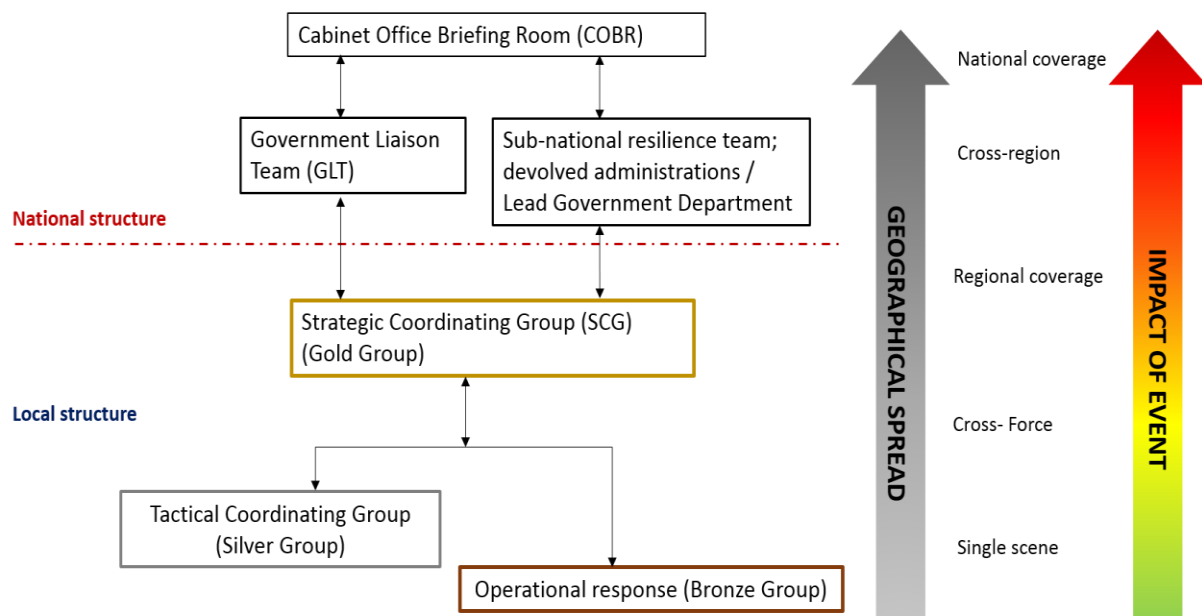 Cabinet Office Briefing Room (COBR)
Government Liaison
Team (GLT)
Sub-national resilience team;
devolved administrations /
Lead Government Department
National structure
Strategic Coordinating Group (SCG)
(Gold Group)
Local structure
Tactical Coordinating Group
(Silver Group)
Operational response (Bronze Group)
GEOGRAPHICAL SPREAD
National coverage
Cross-region
Regional coverage
Cross- Force
Single scene
IMPACT OF EVENT